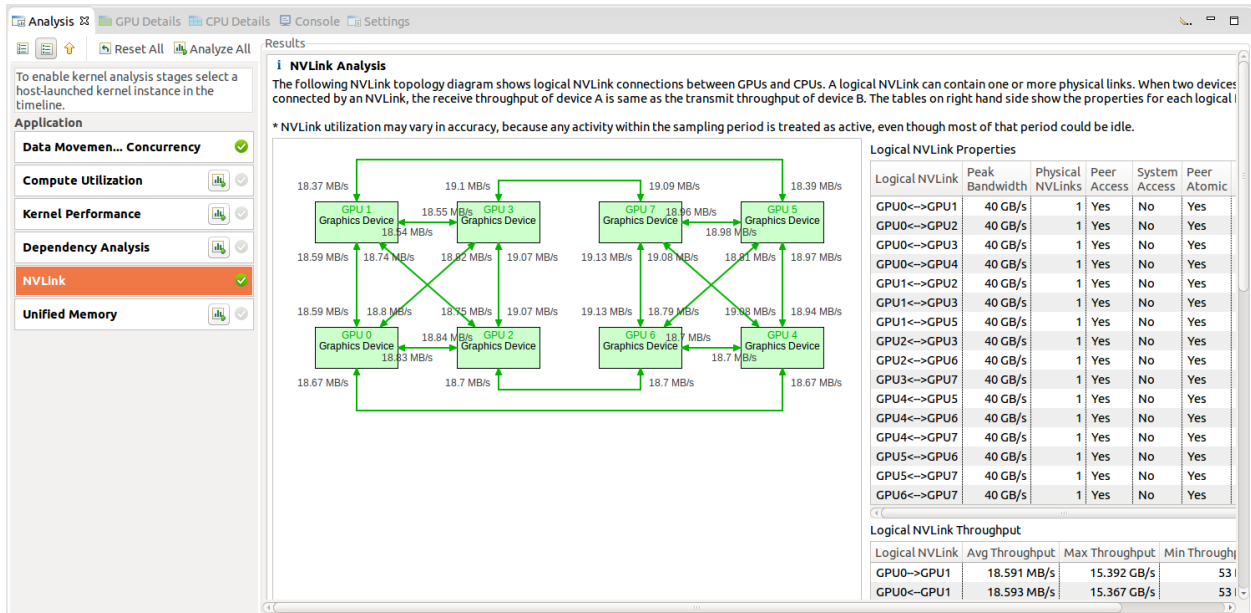 Analysis GPU Details CPU Details Console Settings
Reset All Analyze All
To enable kernel analysis stages select a
host-launched kernel instance in the
timeline.
Application
Data Movemen... Concurrency
Compute Utilization
Kernel Performance
Dependency Analysis
NVLink
Unified Memory
Results
i NVLink Analysis
The following NVLink topology diagram shows logical NVLink connections between GPUs and CPUs. A logical NVLink can contain one or more physical links. When two devices
connected by an NVLink, the receive throughput of device A is same as the transmit throughput of device B. The tables on right hand side show the properties for each logical
* NVLink utilization may vary in accuracy, because any activity within the sampling period is treated as active, even though most of that period could be idle.
18.37 MB/s 19.1 MB/s 19.09 MB/s 18.39 MB/s
GPU 1 GPU 3 GPU 7 GPU 5
Graphics Device Graphics Device Graphics Device Graphics Device
18.55 MB/s 18.96 MB/s
18.54 MB/s 18.98 MB/s
18.59 MB/s 18.74 MB/s 18.82 MB/s 19.07 MB/s 19.13 MB/s 19.08 MB/s 18.81 MB/s 18.97 MB/s
18.59 MB/s 18.8 MB/s 18.75 MB/s 19.07 MB/s 19.13 MB/s 18.79 MB/s 19.08 MB/s 18.94 MB/s
GPU 0 GPU 2 GPU 6 GPU 4
Graphics Device Graphics Device Graphics Device Graphics Device
18.84 MB/s 18.7 MB/s
18.83 MB/s 18.7 MB/s
18.67 MB/s 18.7 MB/s 18.7 MB/s 18.67 MB/s
Logical NVLink Properties
Logical NVLink Peak Bandwidth Physical NVLinks Peer Access System Access Peer Atomic
GPU0<-->GPU1 40 GB/s 1 Yes No Yes
GPU0<-->GPU2 40 GB/s 1 Yes No Yes
GPU0<-->GPU3 40 GB/s 1 Yes No Yes
GPU0<-->GPU4 40 GB/s 1 Yes No Yes
GPU1<-->GPU2 40 GB/s 1 Yes No Yes
GPU1<-->GPU3 40 GB/s 1 Yes No Yes
GPU1<-->GPU5 40 GB/s 1 Yes No Yes
GPU2<-->GPU3 40 GB/s 1 Yes No Yes
GPU2<-->GPU6 40 GB/s 1 Yes No Yes
GPU3<-->GPU7 40 GB/s 1 Yes No Yes
GPU4<-->GPU5 40 GB/s 1 Yes No Yes
GPU4<-->GPU6 40 GB/s 1 Yes No Yes
GPU4<-->GPU7 40 GB/s 1 Yes No Yes
GPU5<-->GPU6 40 GB/s 1 Yes No Yes
GPU5<-->GPU7 40 GB/s 1 Yes No Yes
GPU6<-->GPU7 40 GB/s 1 Yes No Yes
Logical NVLink Throughput
Logical NVLink Avg Throughput Max Throughput Min Through
GPU0-->GPU1 18.591 MB/s 15.392 GB/s 53
GPU0<--GPU1 18.593 MB/s 15.367 GB/s 53